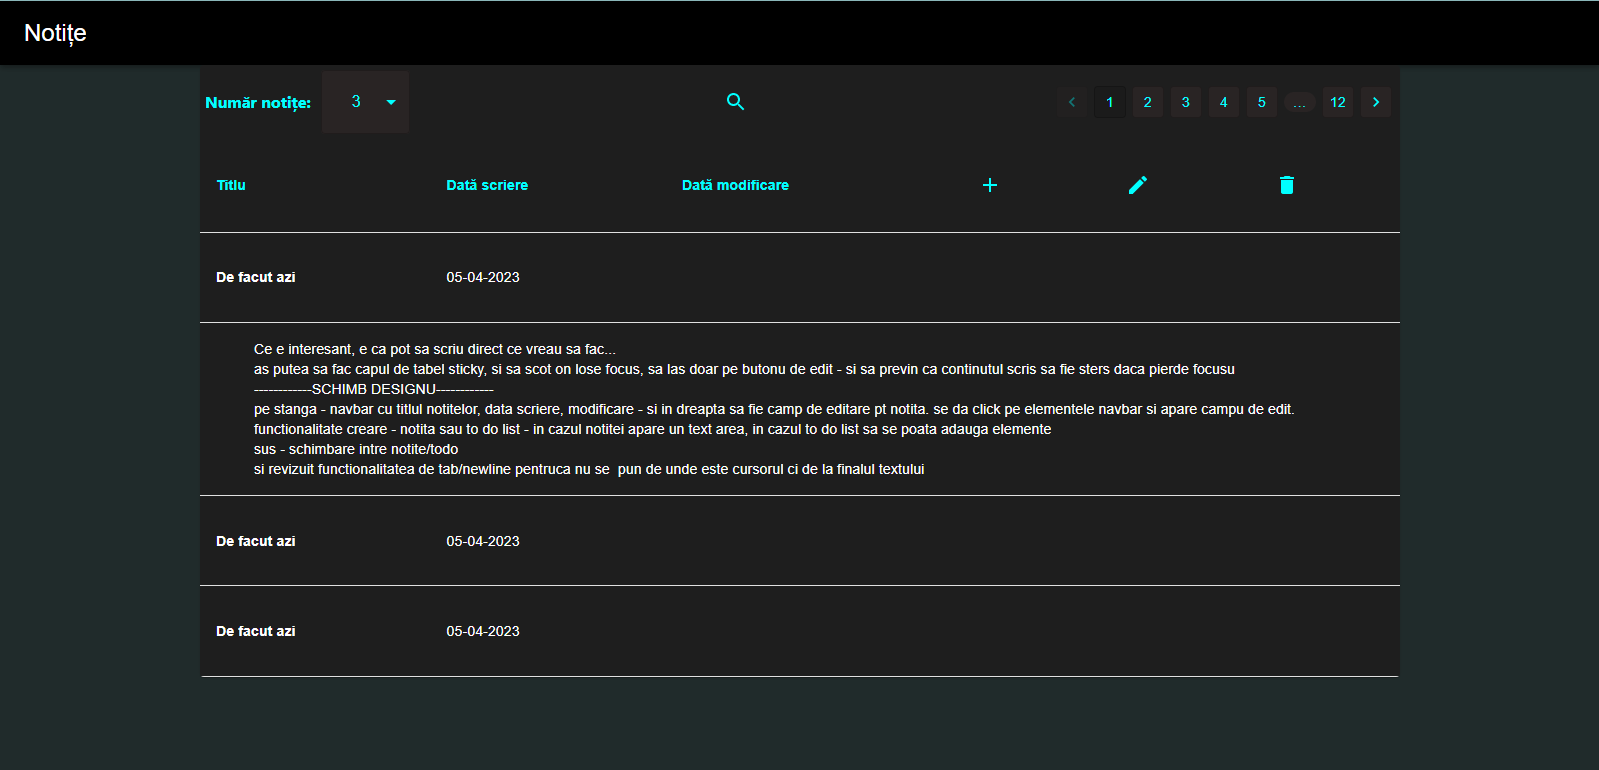 Notițe
Număr notițe: 3 1 2 3 4 5 ... 12
Titlu Dată scriere Dată modificare
De facut azi 05-04-2023
Ce e interesant, e ca pot sa scriu direct ce vreau sa fac...
as putea sa fac capul de tabel sticky, si sa scot on lose focus, sa las doar pe butonu de edit - si sa previn ca continutul scris sa fie sters daca pierde focusu
------------SCHIMB DESIGNU------------
pe stanga - navbar cu titlul notitelor, data scriere, modificare - si in dreapta sa fie camp de editare pt notita. se da click pe elementele navbar si apare campu de edit.
functionalitate creare - notita sau to do list - in cazul notitei apare un text area, in cazul to do list sa se poata adauga elemente
sus - schimbare intre notite/todo
si revizuit functionalitatea de tab/newline pentruca nu se  pun de unde este cursorul ci de la finalul textului
De facut azi 05-04-2023
De facut azi 05-04-2023